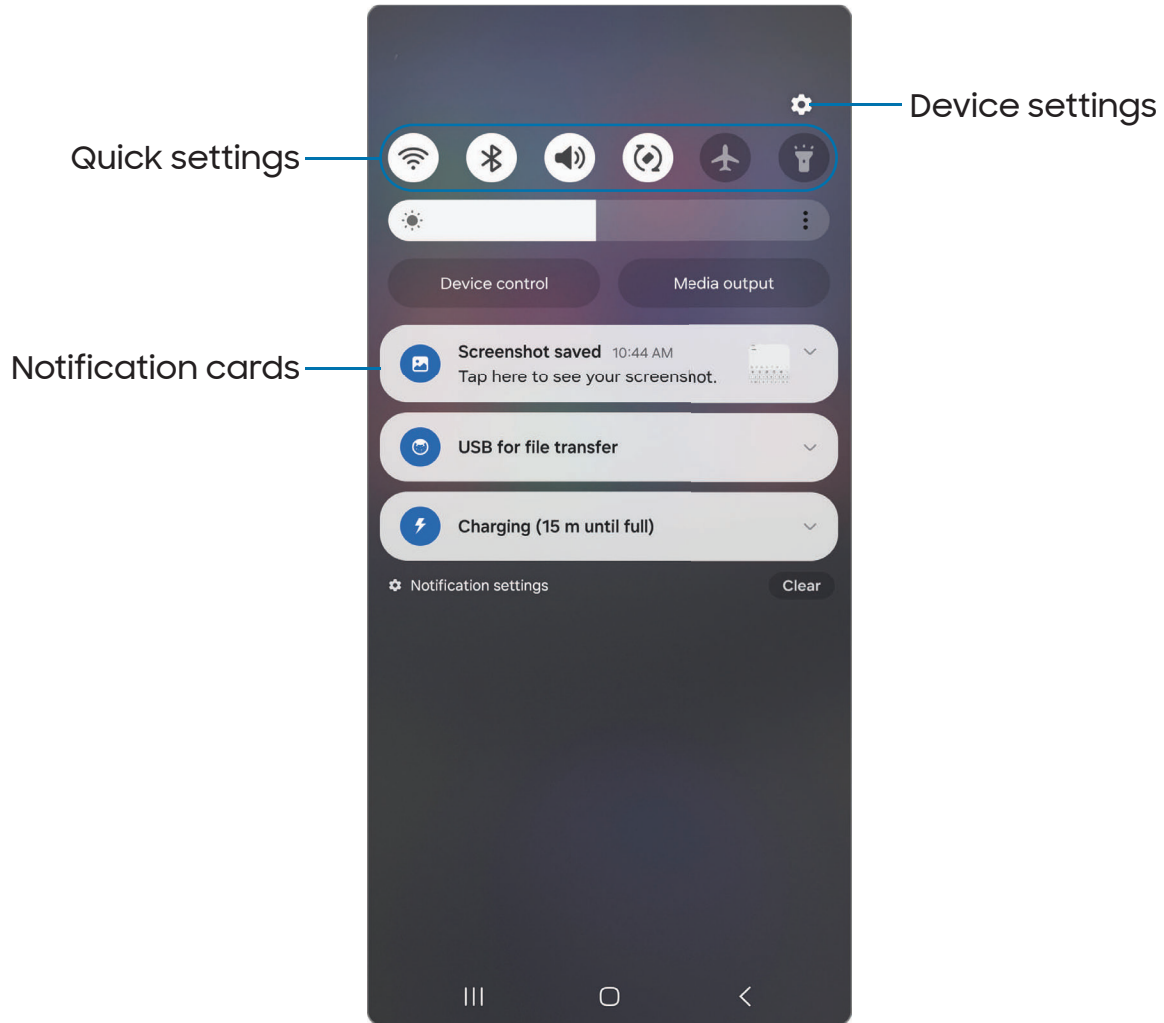 Device settings
Quick settings
Device control
Media output
Notification cards
Screenshot saved 10:44 AM
Tap here to see your screenshot.
USB for file transfer
Charging (15 m until full)
Notification settings
Clear